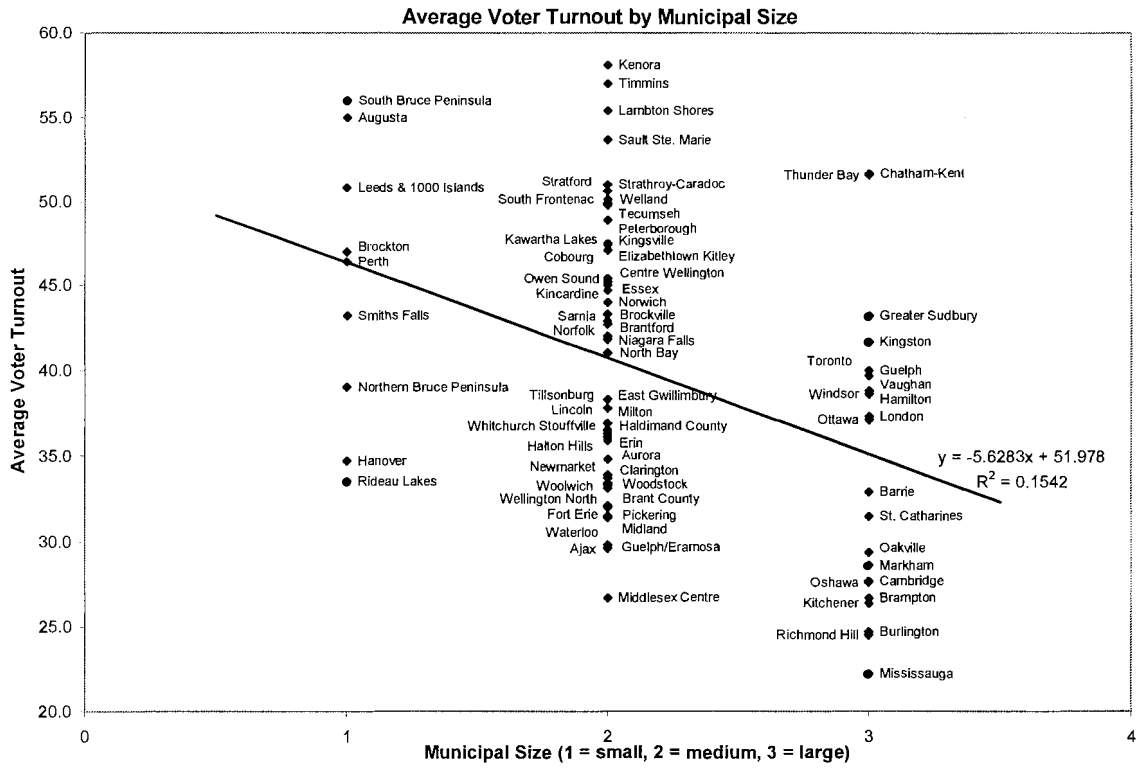 Average Voter Turnout by Municipal Size
Average Voter Turnout
60.0
55.0
50.0
45.0
40.0
35.0
30.0
25.0
20.0
South Bruce Peninsula
Augusta
Leeds & 1000 Islands
Brockton
Perth
Smiths Falls
Northern Bruce Peninsula
Hanover
Rideau Lakes
Kenora
Timmins
Lambton Shores
Sault Ste. Marie
Stratford
Strathroy-Caradoc
South Frontenac
Welland
Tecumseh
Peterborough
Kawartha Lakes
Kingsville
Cobourg
Elizabethtown Kitley
Centre Wellington
Owen Sound
Essex
Kincardine
Norwich
Sarnia
Brockville
Norfolk
Brantford
Niagara Falls
North Bay
Tillsonburg
East Gwillimbury
Lincoln
Milton
Whitchurch Stouffville
Haldimand County
Halton Hills
Erin
Aurora
Newmarket
Clarington
Woolwich
Woodstock
Wellington North
Brant County
Fort Erie
Pickering
Waterloo
Midland
Ajax
Guelph/Eramosa
Middlesex Centre
Thunder Bay
Chatham-Kent
Greater Sudbury
Kingston
Toronto
Guelph
Vaughan
Windsor
Hamilton
Ottawa
London
y = -5.6283x + 51.978
R² = 0.1542
Barrie
St. Catharines
Oakville
Markham
Oshawa
Cambridge
Kitchener
Brampton
Richmond Hill
Burlington
Mississauga
0
1
2
3
4
Municipal Size (1 = small, 2 = medium, 3 = large)